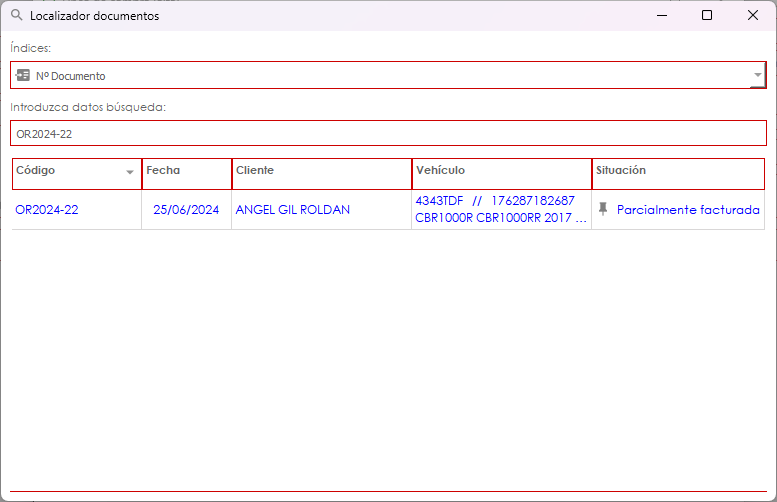 Localizador documentos
Índices:
Nº Documento
Introduzca datos búsqueda:
OR2024-22
Código Fecha Cliente Vehículo Situación
OR2024-22 25/06/2024 ANGEL GIL ROLDAN 4343TDF // 176287182687 Parcialmente facturada
CBR1000R CBR1000RR 2017 ...